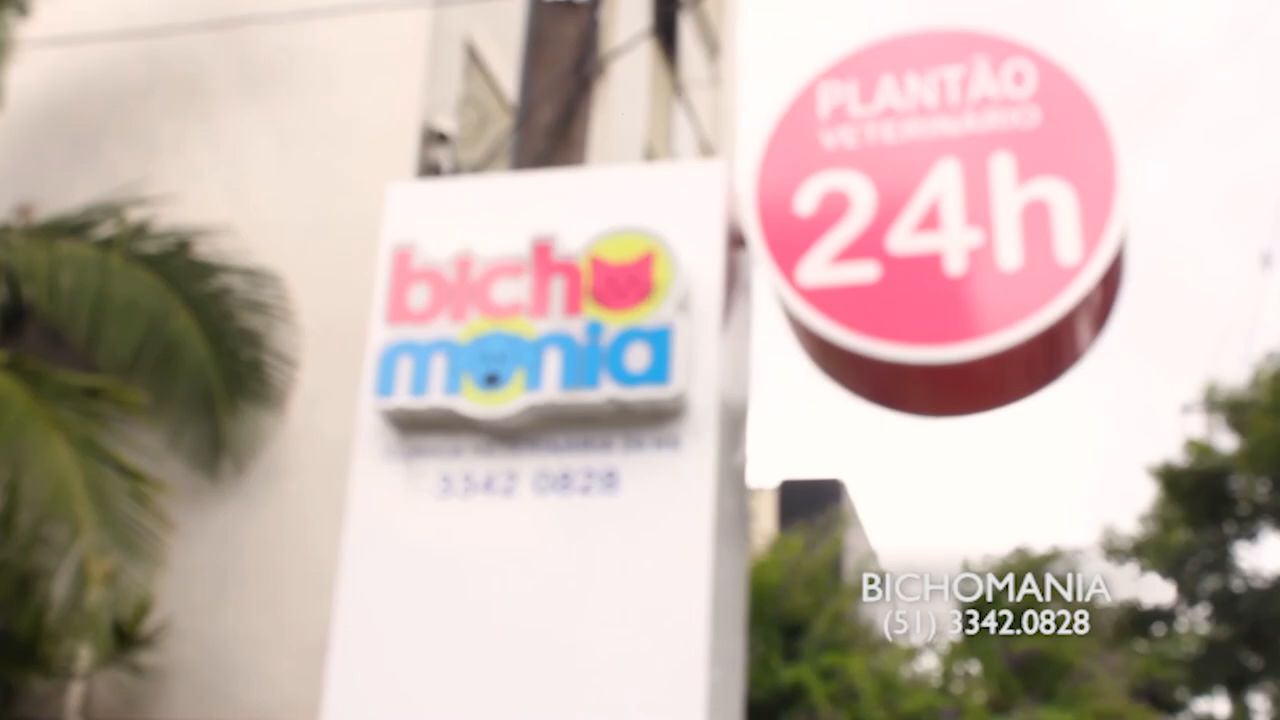 PLANTÃO
VETERINÁRIO
24h
bicho
mania
3342 0828
BICHOMANIA
(51) 3342.0828